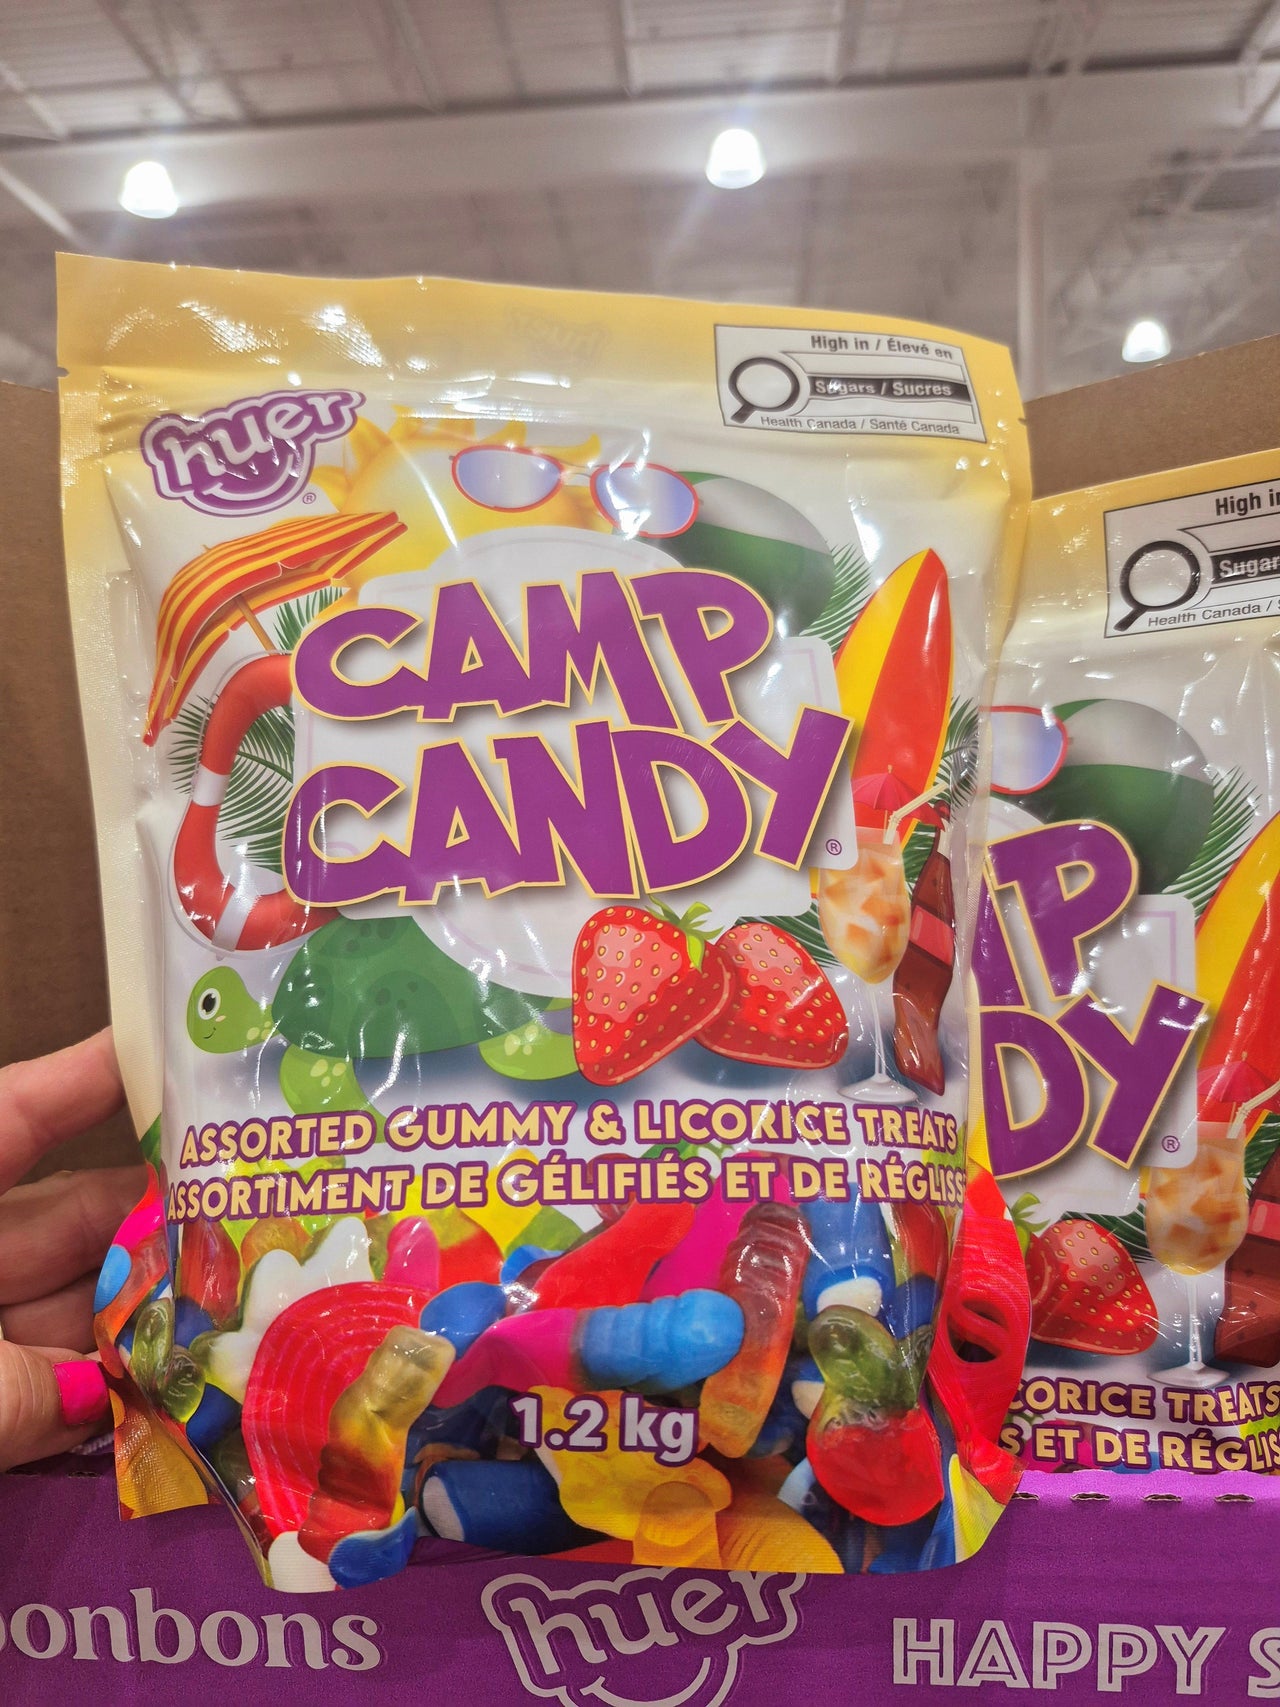 huer
®
High in / Élevé en
Sugars / Sucres
Health Canada / Santé Canada
CAMP
CANDY
®
ASSORTED GUMMY & LICORICE TREATS
ASSORTIMENT DE GÉLIFIÉS ET DE RÉGLISS
1.2 kg
High in
Sugar
Health Canada /
MP
DY
®
CORICE TREATS
S ET DE RÉGLIS
onbons
huer
HAPPY S